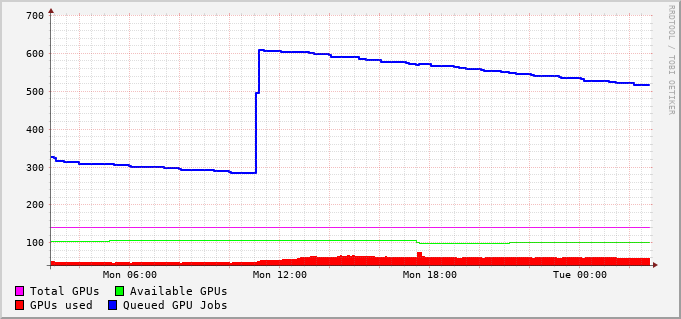 700
600
500
400
300
200
100
Mon 06:00 Mon 12:00 Mon 18:00 Tue 00:00
Total GPUs Available GPUs
GPUs used Queued GPU Jobs
RRDTOOL / TOBI OETIKER